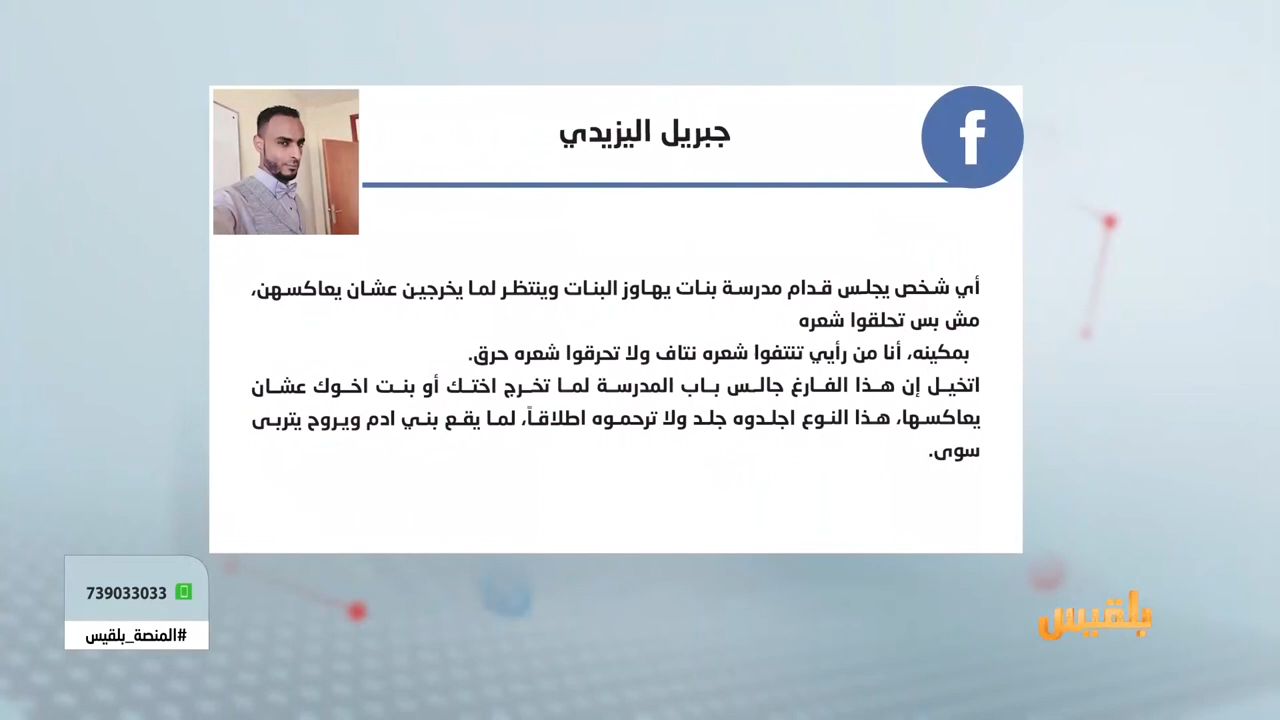 جبريل اليزيدي
f
أي شخص يجلس قدام مدرسة بنات يهاوز البنات وينتظر لما يخرجين عشان يعاكسهن،
مش بس تحلقوا شعره
بمكينه، أنا من رأيي تنتفوا شعره نتاف ولا تحرقوا شعره حرق.
اتخيل إن هذا الفارغ جالس باب المدرسة لما تخرج اختك أو بنت اخوك عشان
يعاكسها، هذا النوع اجلدوه جلد ولا ترحموه اطلاقاً، لما يقع بني ادم ويروح يتربى
سوى.
739033033
#المنصة_بلقيس
بلقيس